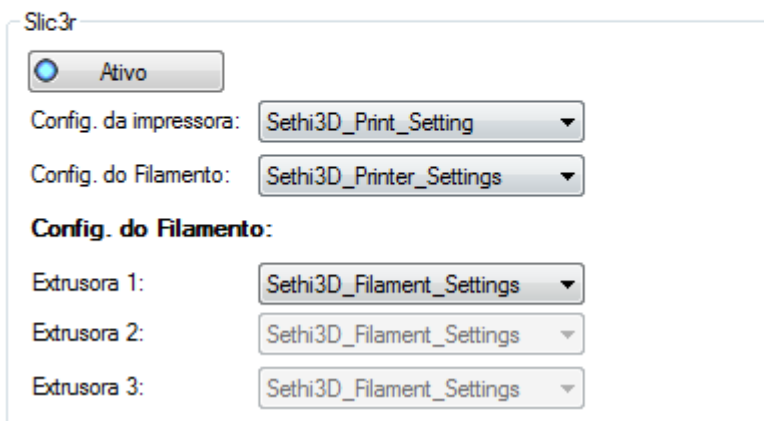 Slic3r
Ativo
Config. da impressora: Sethi3D_Print_Setting
Config. do Filamento: Sethi3D_Printer_Settings
Config. do Filamento:
Extrusora 1: Sethi3D_Filament_Settings
Extrusora 2: Sethi3D_Filament_Settings
Extrusora 3: Sethi3D_Filament_Settings